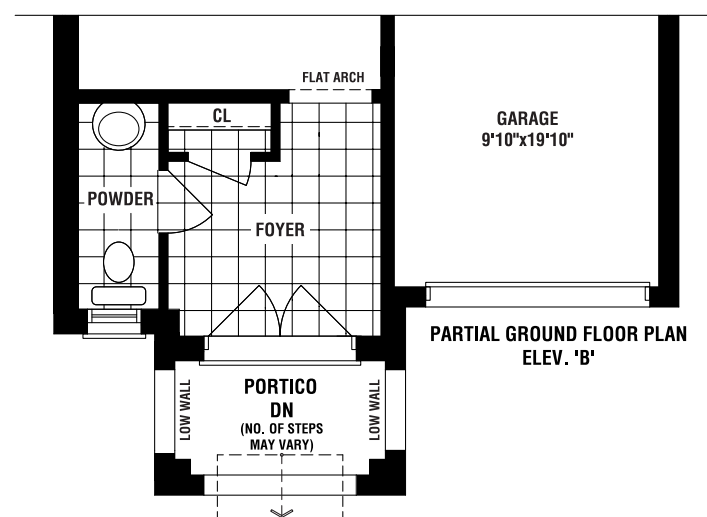 FLAT ARCH
CL
GARAGE
9'10"x19'10"
POWDER
FOYER
PARTIAL GROUND FLOOR PLAN
ELEV. 'B'
LOW WALL
PORTICO
DN
(NO. OF STEPS
MAY VARY)
LOW WALL